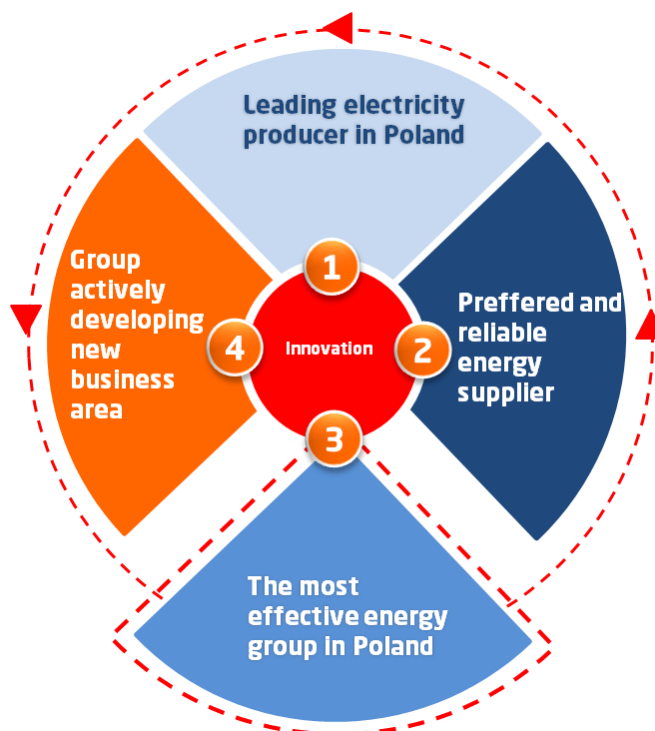 Leading electricity
producer in Poland
1
Preffered and
reliable
energy
supplier
2
Innovation
3
The most
effective energy
group in Poland
4
Group
actively
developing
new
business
area